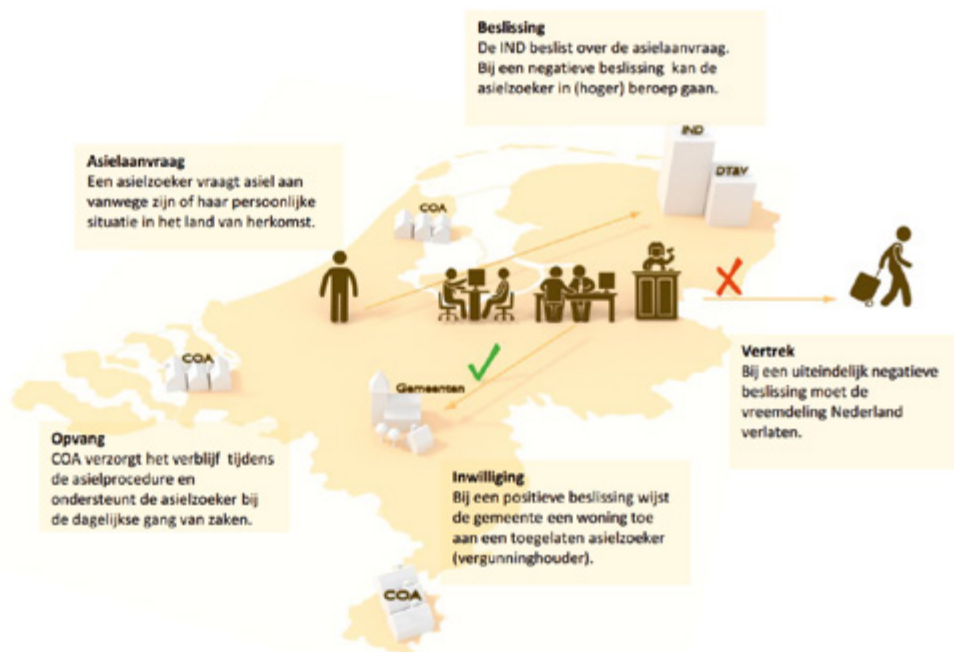 Beslissing
De IND beslist over de asielaanvraag.
Bij een negatieve beslissing kan de
asielzoeker in (hoger) beroep gaan.
IND
DT&V
Asielaanvraag
Een asielzoeker vraagt asiel aan
vanwege zijn of haar persoonlijke
situatie in het land van herkomst.
COA
COA
Gemeenten
Vertrek
Bij een uiteindelijk negatieve
beslissing moet de
vreemdeling Nederland
verlaten.
Opvang
COA verzorgt het verblijf tijdens
de asielprocedure en
ondersteunt de asielzoeker bij
de dagelijkse gang van zaken.
Inwilliging
Bij een positieve beslissing wijst
de gemeente een woning toe
aan een toegelaten asielzoeker
(vergunninghouder).
COA